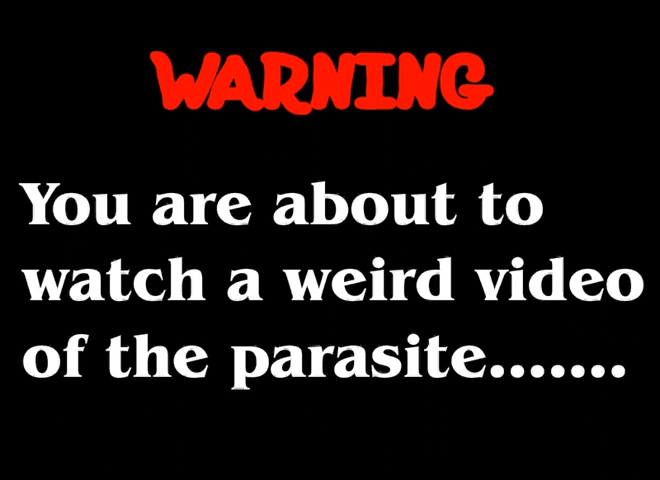 WARNING
You are about to
watch a weird video
of the parasite.......